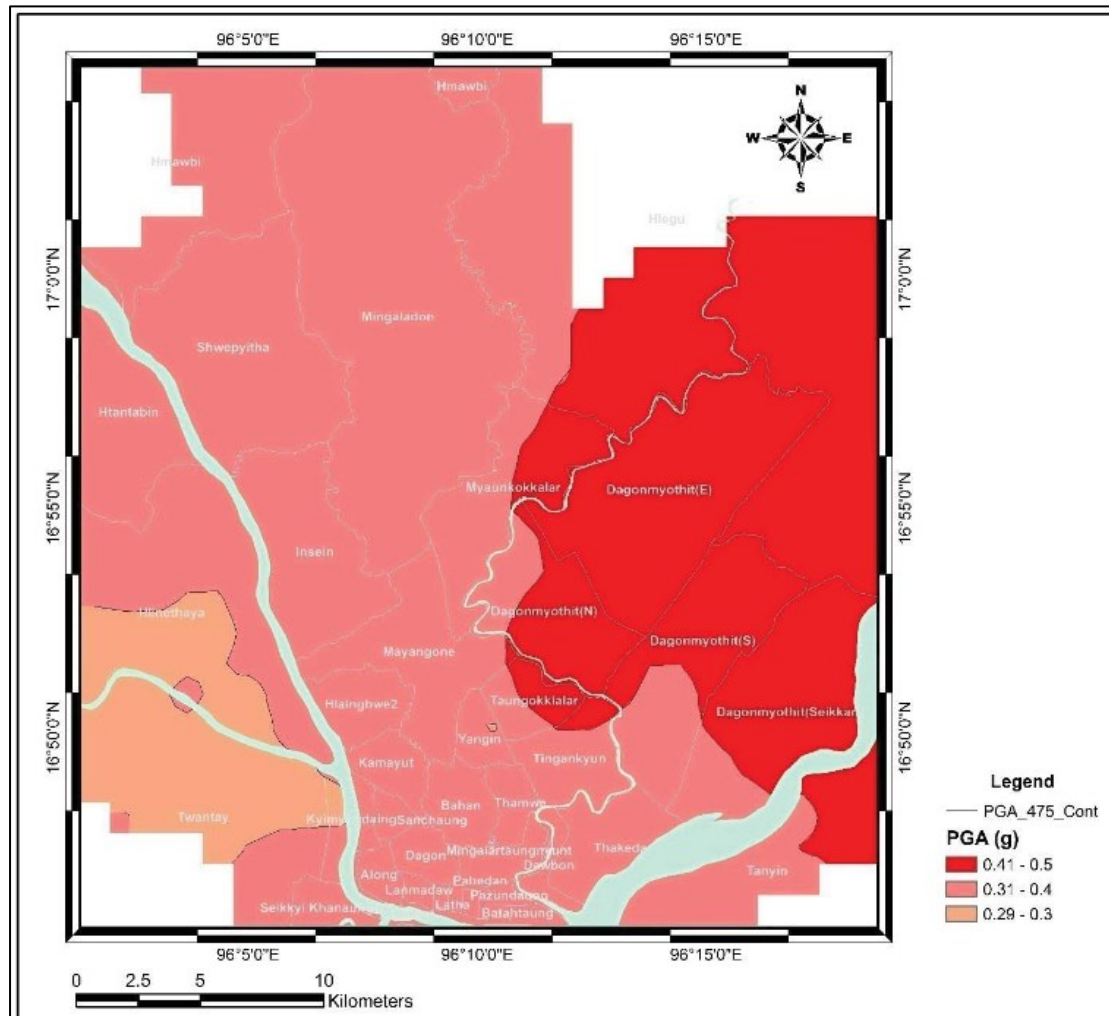 96°5'0"E 96°10'0"E 96°15'0"E
N
W E
S
Hmawbi
Hmawbi
Hlegu
17°0'0"N 17°0'0"N
Mingaladon
Shwepyitha
Htantabin
Myaunkokkalar
Dagonmyothit(E)
16°55'0"N 16°55'0"N
Insein
Dagonmyothit(N)
Dagonmyothit(S)
Mayangone
Hlaingbwe2
Taungokklalar
Dagonmyothit(Seikkan
16°50'0"N 16°50'0"N
Yangin
Kamayut
Tingankyun
Bahan
Thamwe
Twantay
Sanchaung
Dagon
Mingalartaungnyunt
Thakeda
Dawbon
Along
Tanyin
Pabedan
Lanmadaw
Pazundaung
Latha
Seikkyi Khanaung
Batahtaung
96°5'0"E 96°10'0"E 96°15'0"E
0 2.5 5 10
Kilometers
Legend
PGA_475_Cont
PGA (g)
0.41 - 0.5
0.31 - 0.4
0.29 - 0.3